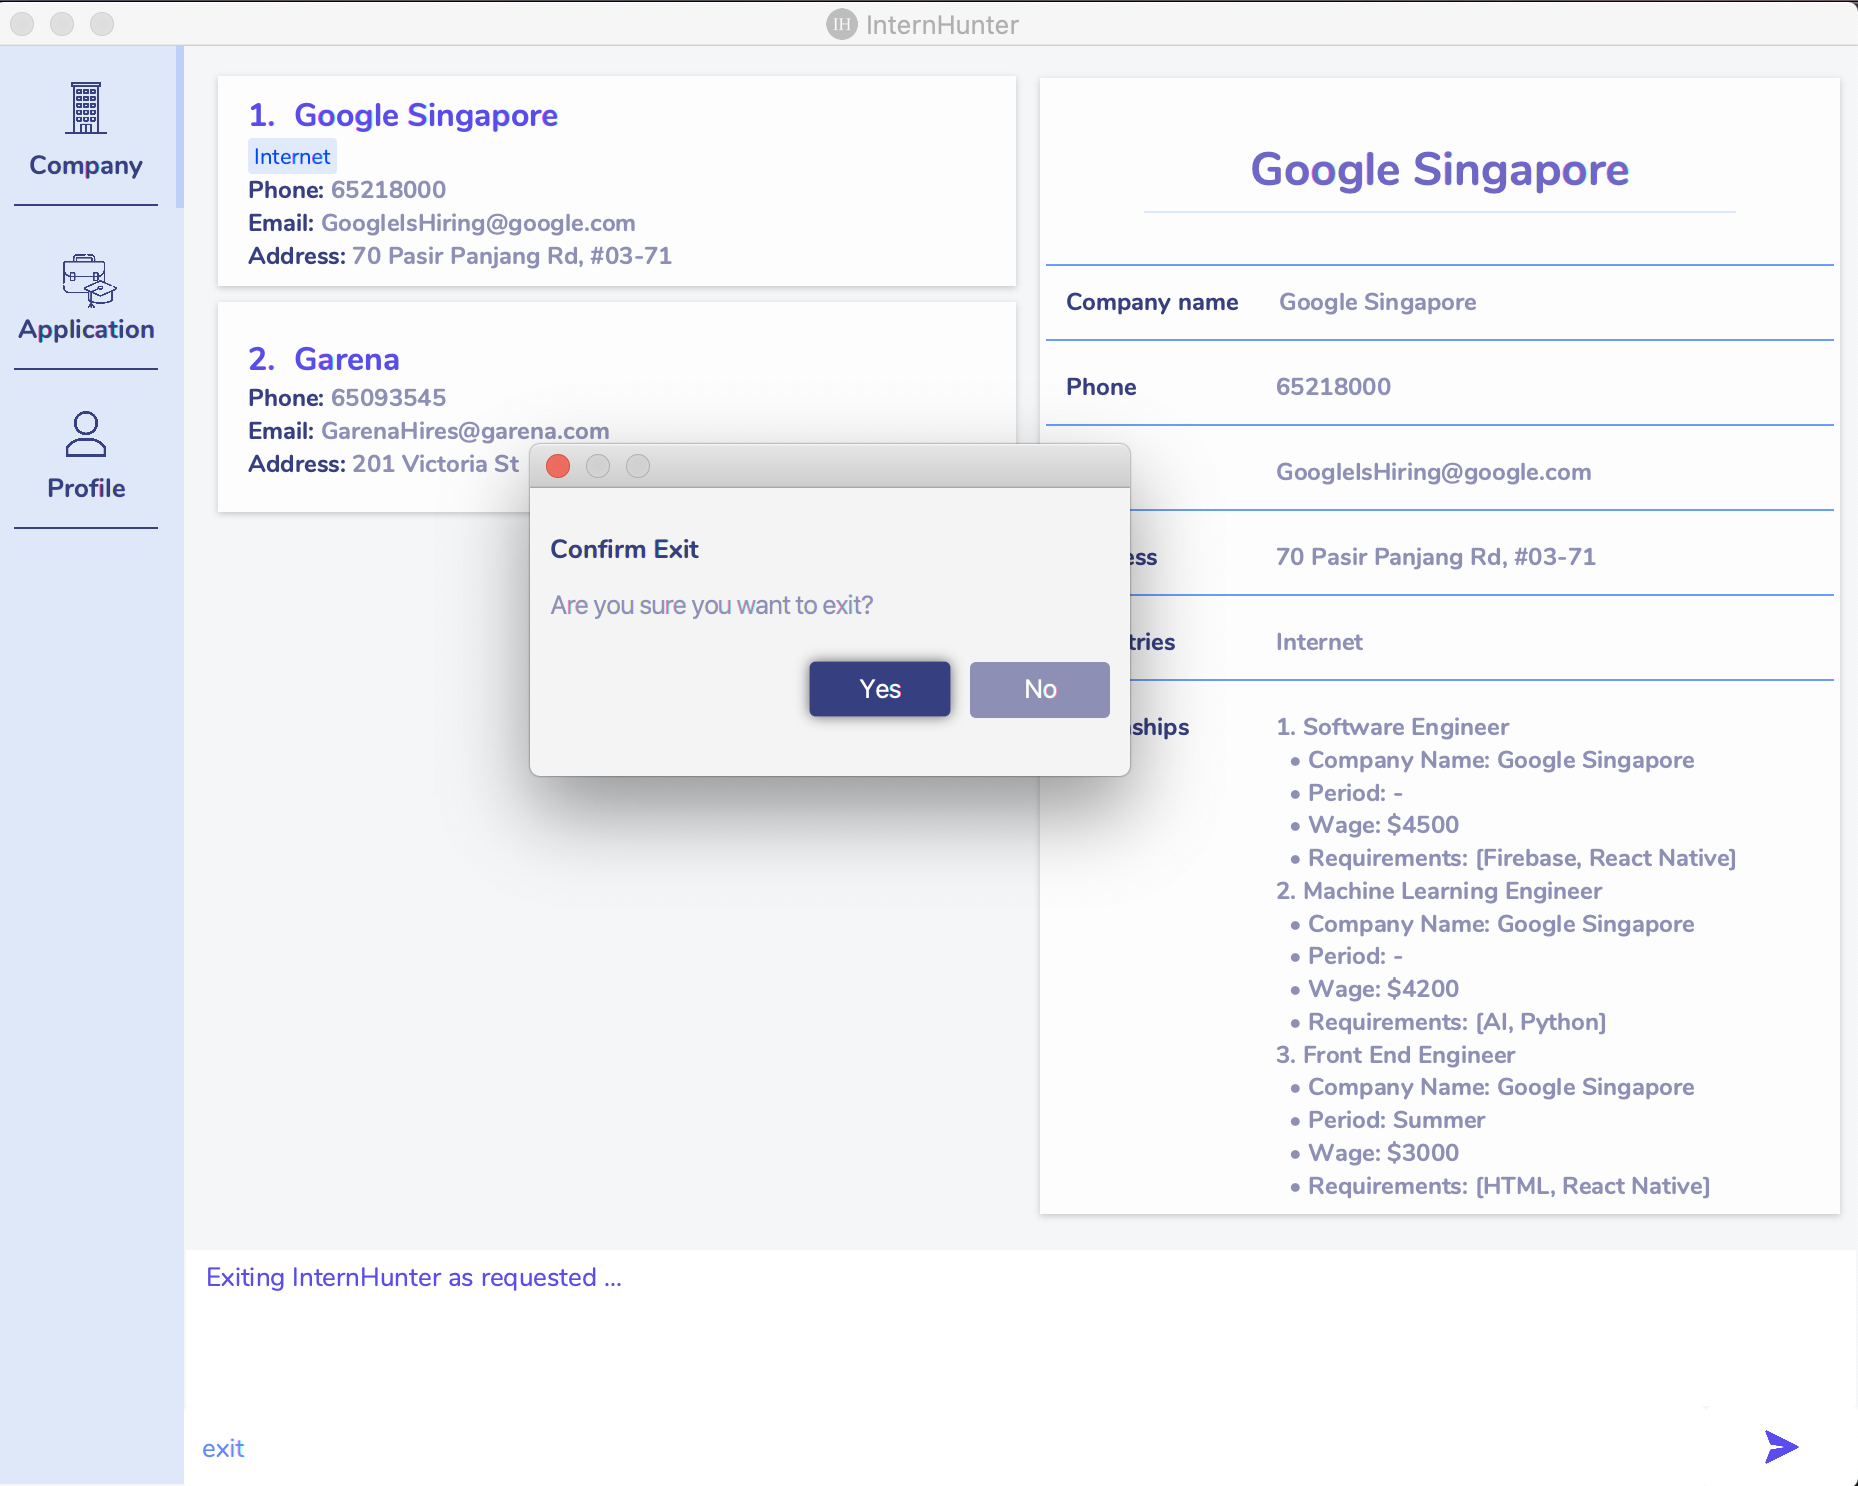 IH InternHunter
Company
Application
Profile
1. Google Singapore
Internet
Phone: 65218000
Email: GoogleIsHiring@google.com
Address: 70 Pasir Panjang Rd, #03-71
2. Garena
Phone: 65093545
Email: GarenaHires@garena.com
Address: 201 Victoria St
Google Singapore
Company name Google Singapore
Phone 65218000
GoogleIsHiring@google.com
ess 70 Pasir Panjang Rd, #03-71
tries Internet
ships 1. Software Engineer
• Company Name: Google Singapore
• Period: -
• Wage: $4500
• Requirements: [Firebase, React Native]
2. Machine Learning Engineer
• Company Name: Google Singapore
• Period: -
• Wage: $4200
• Requirements: [AI, Python]
3. Front End Engineer
• Company Name: Google Singapore
• Period: Summer
• Wage: $3000
• Requirements: [HTML, React Native]
Confirm Exit
Are you sure you want to exit?
Yes No
Exiting InternHunter as requested ...
exit